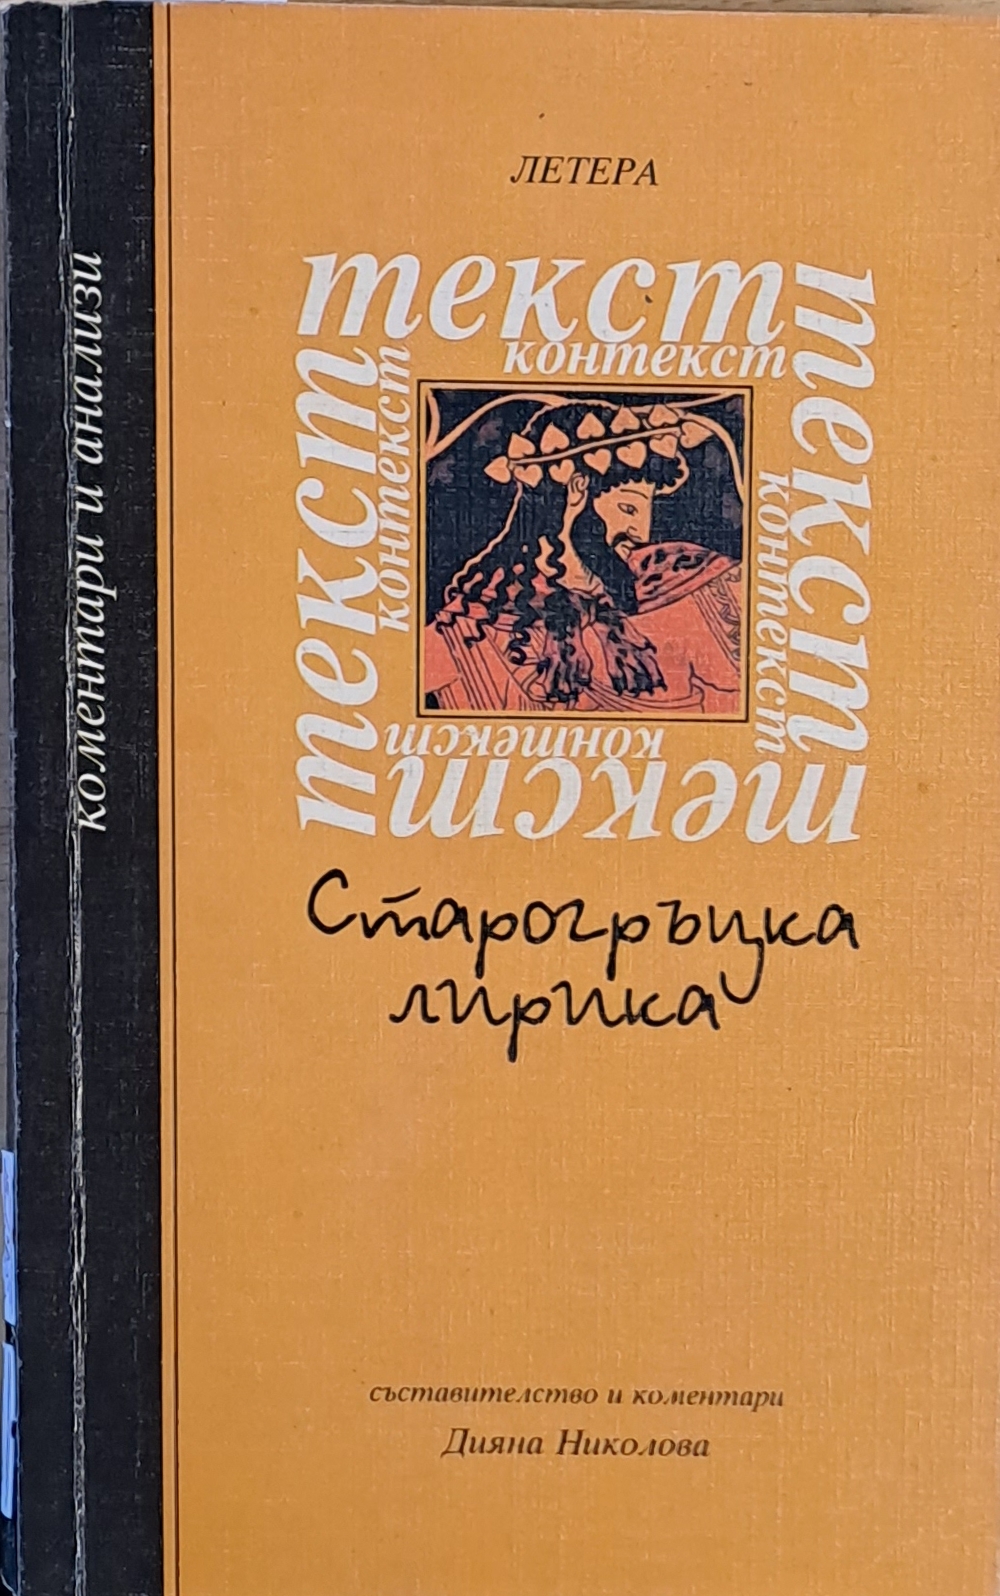 ЛЕТЕРА
текст
контекст
текст
контекст
текст
контекст
текст
контекст
Старогръцка
лирика
съставителство и коментари
Дияна Николова
коментари и анализи